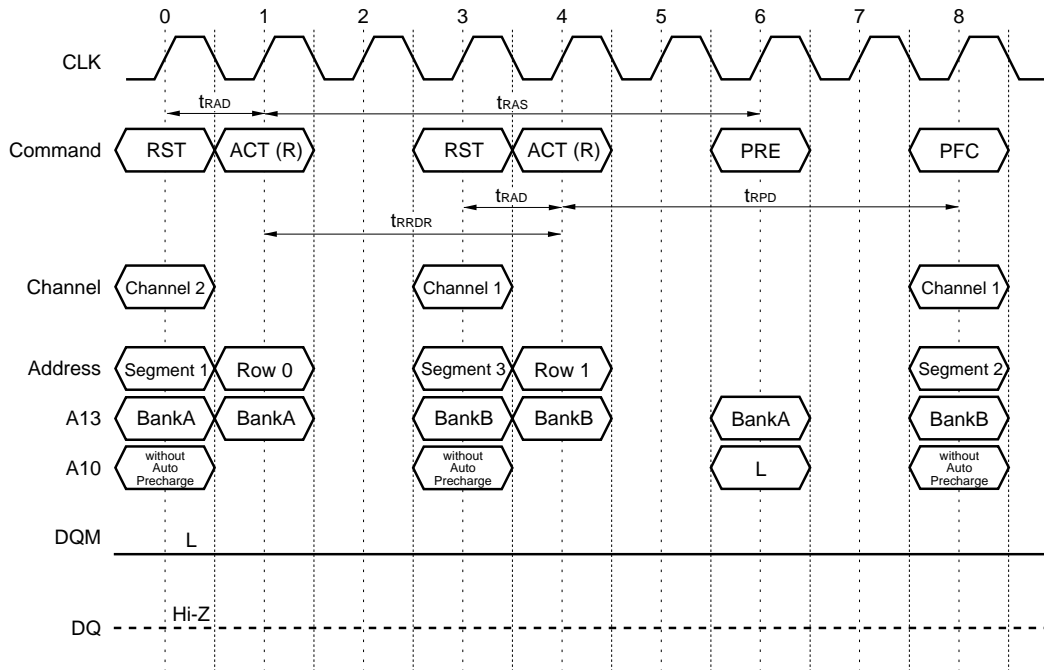 0 1 2 3 4 5 6 7 8
CLK
tRAD tRAS
Command RST ACT (R) RST ACT (R) PRE PFC
tRAD tRPD
tRRDR
Channel Channel 2 Channel 1 Channel 1
Address Segment 1 Row 0 Segment 3 Row 1 Segment 2
A13 BankA BankA BankB BankB BankA BankB
A10 without Auto Precharge without Auto Precharge L without Auto Precharge
DQM L
DQ Hi-Z